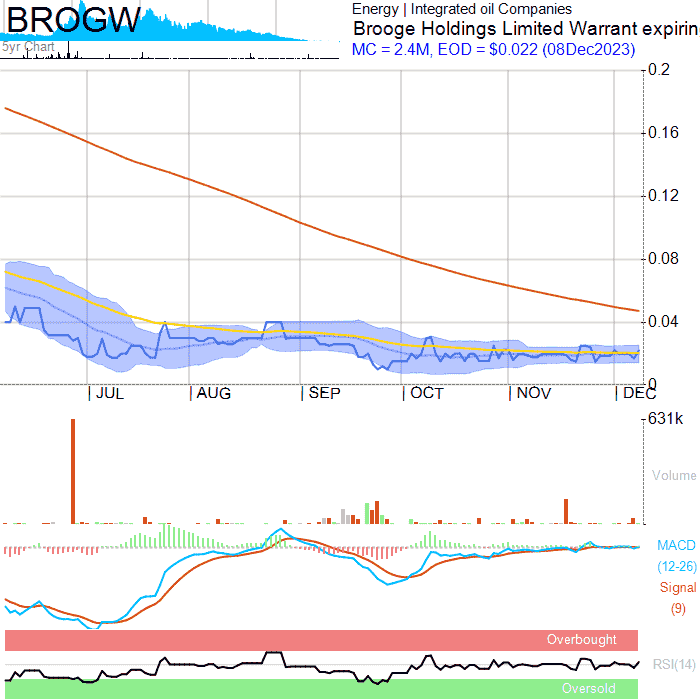 BROGW
5yr Chart
Energy | Integrated oil Companies
Brooge Holdings Limited Warrant expirin
MC = 2.4M, EOD = $0.022 (08Dec2023)
0.2
0.16
0.12
0.08
0.04
0
JUL AUG SEP OCT NOV DEC
631k
Volume
MACD
(12-26)
Signal
(9)
Overbought
RSI(14)
Oversold